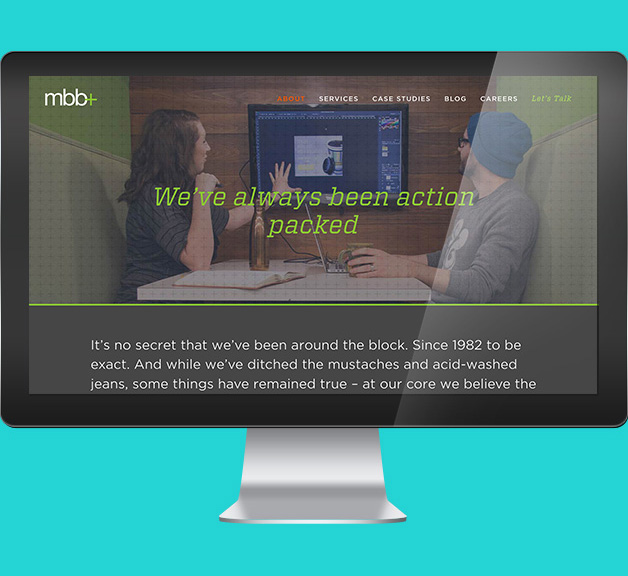 mbb+
ABOUT SERVICES CASE STUDIES BLOG CAREERS Let's Talk
We've always been action
packed
It's no secret that we've been around the block. Since 1982 to be
exact. And while we've ditched the mustaches and acid-washed
jeans, some things have remained true – at our core we believe the